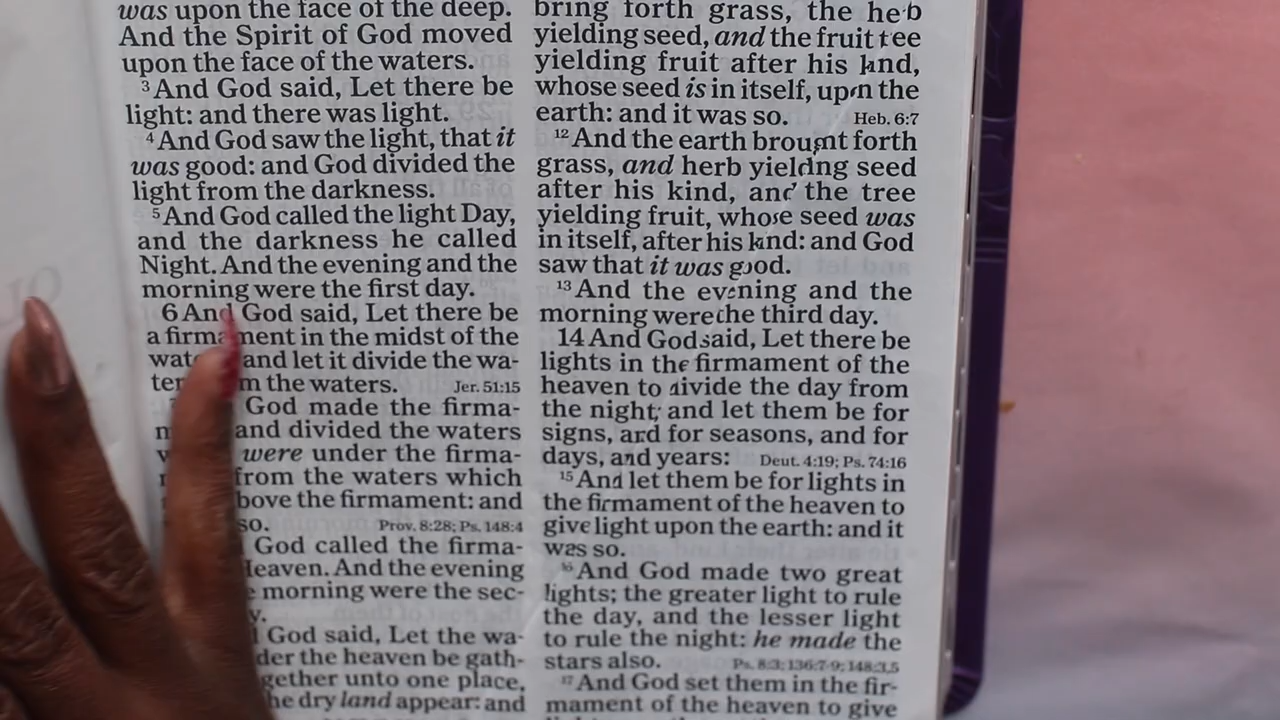 was upon the face of the deep.
And the Spirit of God moved
upon the face of the waters.
3 And God said, Let there be
light: and there was light.
4 And God saw the light, that it
was good: and God divided the
light from the darkness.
5 And God called the light Day,
and the darkness he called
Night. And the evening and the
morning were the first day.
6 And God said, Let there be
a firmament in the midst of the
and let it divide the wa-
the waters. Jer. 51:15
God made the firma-
and divided the waters
were under the firma-
from the waters which
bove the firmament: and
so. Prov. 8:28; Ps. 148:4
God called the firma-
Heaven. And the evening
morning were the sec-
God said, Let the wa-
der the heaven be gath-
gether unto one place,
he dry land appear: and
bring forth grass, the herb
yielding seed, and the fruit tree
yielding fruit after his kind,
whose seed is in itself, upon the
earth: and it was so. Heb. 6:7
12 And the earth brought forth
grass, and herb yielding seed
after his kind, and the tree
yielding fruit, whose seed was
in itself, after his kind: and God
saw that it was good.
13 And the evening and the
morning were the third day.
14 And God said, Let there be
lights in the firmament of the
heaven to divide the day from
the night; and let them be for
signs, and for seasons, and for
days, and years: Deut. 4:19; Ps. 74:16
15 And let them be for lights in
the firmament of the heaven to
give light upon the earth: and it
was so.
16 And God made two great
lights; the greater light to rule
the day, and the lesser light
to rule the night: he made the
stars also. Ps. 8:3; 136:7-9; 148:3,5
17 And God set them in the fir-
mament of the heaven to give